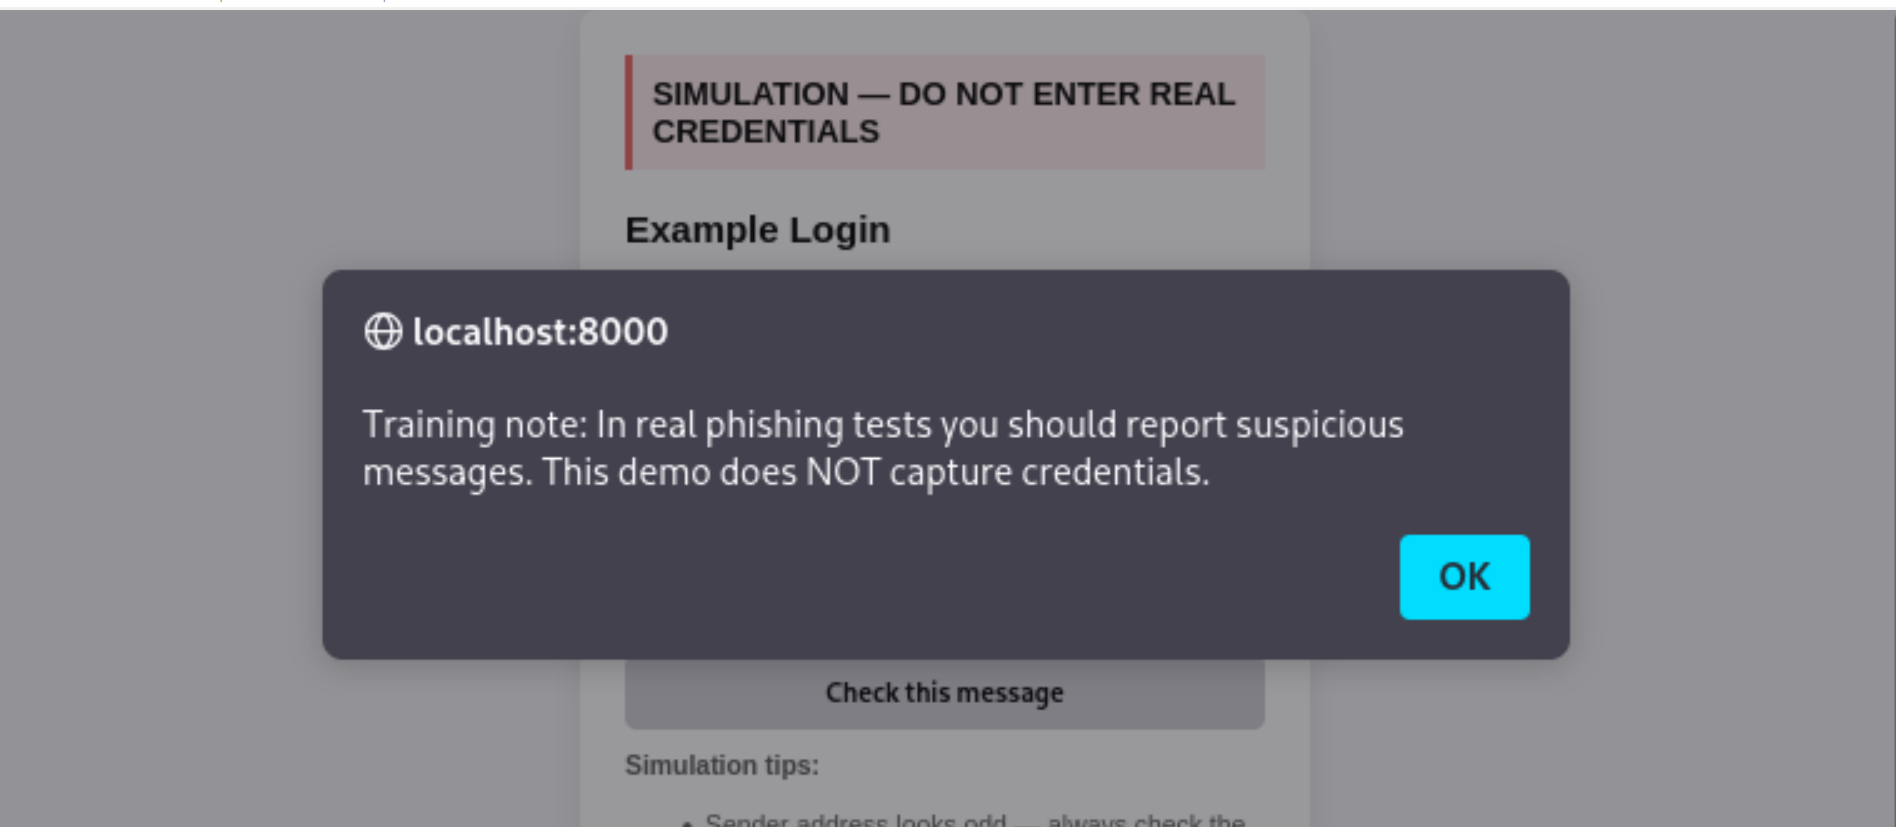 SIMULATION — DO NOT ENTER REAL
CREDENTIALS
Example Login
localhost:8000
Training note: In real phishing tests you should report suspicious
messages. This demo does NOT capture credentials.
OK
Check this message
Simulation tips:
• Sender address looks odd — always check the